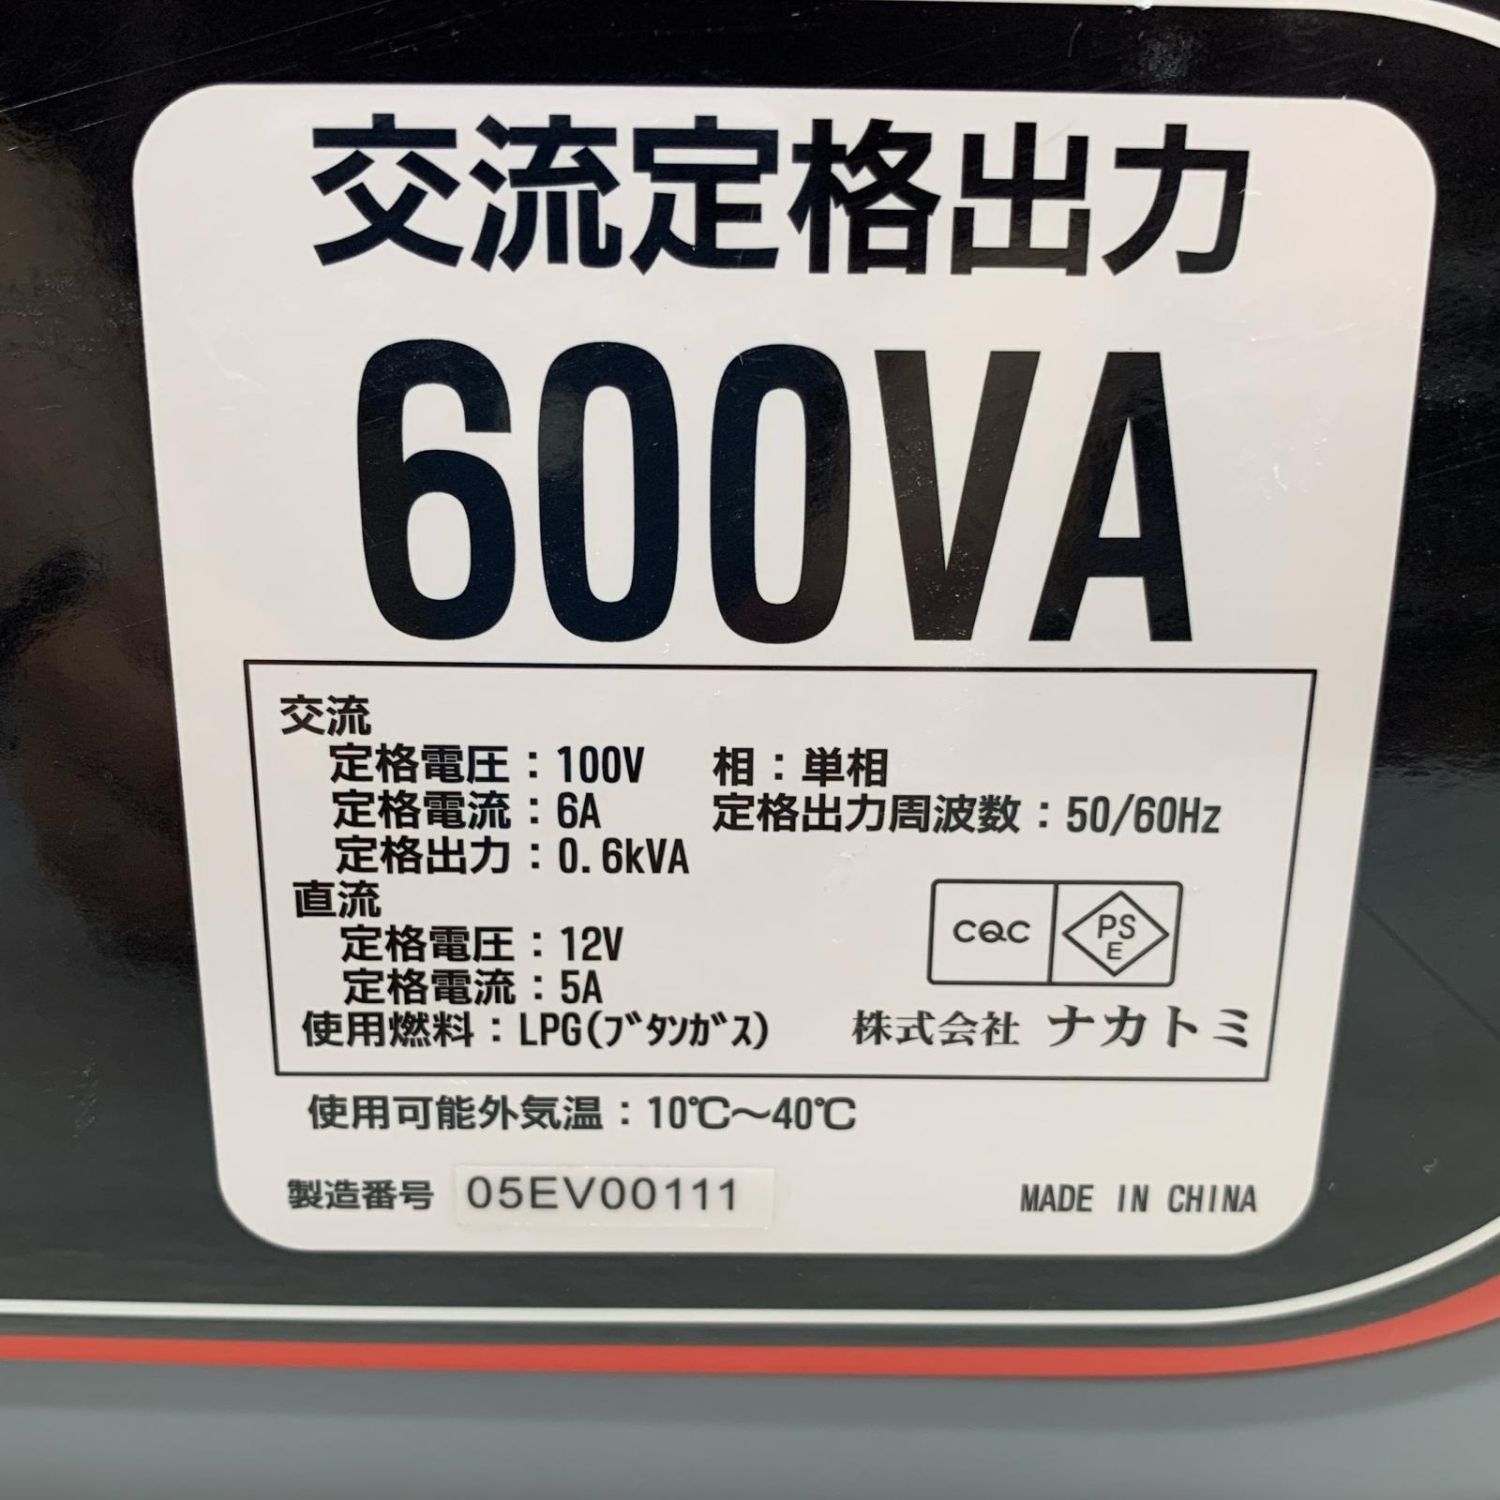 交流定格出力
600VA
交流
定格電圧：100V 相：単相
定格電流：6A 定格出力周波数：50/60Hz
定格出力：0.6kVA
直流
定格電圧：12V
定格電流：5A
CQC PS E
使用燃料：LPG(ﾌﾞﾀﾝｶﾞｽ) 株式会社 ナカトミ
使用可能外気温：10℃～40℃
製造番号 05EV00111 MADE IN CHINA